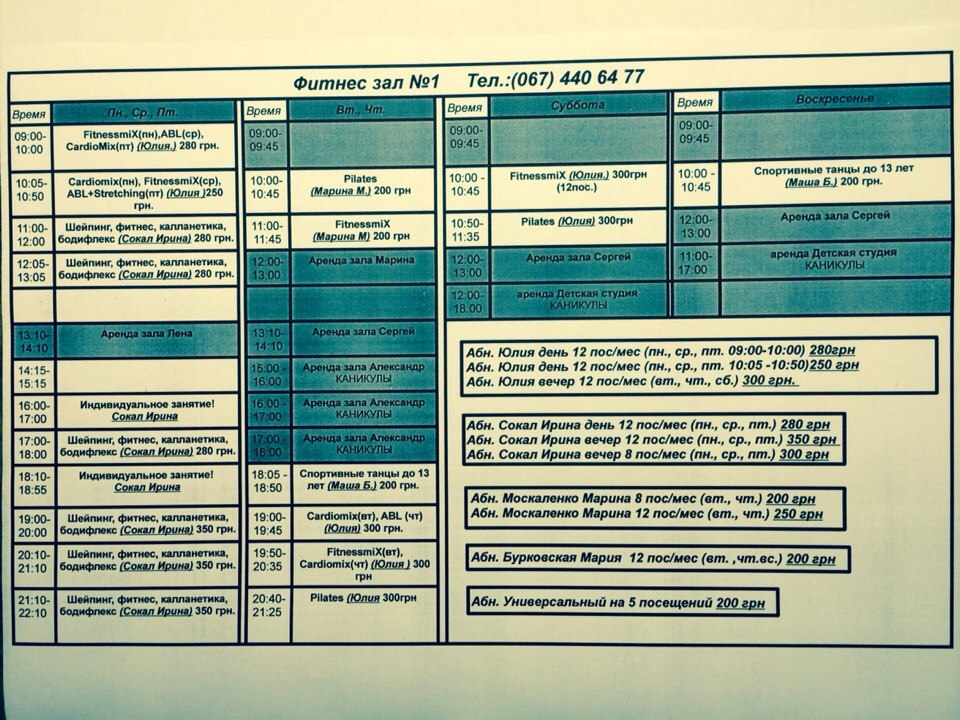 Фитнес зал №1 Тел.:(067) 440 64 77
Время Пн., Ср., Пт.
09:00-10:00 FitnessmiX(пн),ABL(ср),
CardioMix(пт) (Юлия.) 280 грн.
10:05-10:50 Cardiomix(пн), FitnessmiX(ср),
ABL+Stretching(пт) (Юлия )250
грн.
11:00-12:00 Шейпинг, фитнес, калланетика,
бодифлекс (Сокал Ирина) 280 грн.
12:05-13:05 Шейпинг, фитнес, калланетика,
бодифлекс (Сокал Ирина) 280 грн.
13:10-14:10 Аренда зала Лена
14:15-15:15
16:00-17:00 Индивидуальное занятие!
Сокал Ирина
17:00-18:00 Шейпинг, фитнес, калланетика,
бодифлекс (Сокал Ирина) 280 грн.
18:10-18:55 Индивидуальное занятие!
Сокал Ирина
19:00-20:00 Шейпинг, фитнес, калланетика,
бодифлекс (Сокал Ирина) 350 грн.
20:10-21:10 Шейпинг, фитнес, калланетика,
бодифлекс (Сокал Ирина) 350 грн.
21:10-22:10 Шейпинг, фитнес, калланетика,
бодифлекс (Сокал Ирина) 350 грн.
Время Вт., Чт.
09:00-09:45
10:00-10:45 Pilates
(Марина М.) 200 грн
11:00-11:45 FitnessmiX
(Марина М) 200 грн
12:00-13:00 Аренда зала Марина
13:10-14:10 Аренда зала Сергей
15:00-16:00 Аренда зала Александр
КАНИКУЛЫ
16:00-17:00 Аренда зала Александр
КАНИКУЛЫ
17:00-18:00 Аренда зала Александр
КАНИКУЛЫ
18:05-18:50 Спортивные танцы до 13
лет (Маша Б.) 200 грн.
19:00-19:45 Cardiomix(вт), ABL (чт)
(Юлия) 300 грн.
19:50-20:35 FitnessmiX(вт),
Cardiomix(чт) (Юлия ) 300
грн
20:40-21:25 Pilates (Юлия 300грн
Время Суббота
09:00-09:45
10:00 -10:45 FitnessmiX (Юлия.) 300грн
(12пос.)
10:50-11:35 Pilates (Юлия) 300грн
12:00-13:00 Аренда зала Сергей
12:00-18:00 аренда Детская студия
КАНИКУЛЫ
Время Воскресенье
09:00-09:45
10:00 -10:45 Спортивные танцы до 13 лет
(Маша Б.) 200 грн.
12:00-13:00 Аренда зала Сергей
11:00-17:00 аренда Детская студия
КАНИКУЛЫ
Абн. Юлия день 12 пос/мес (пн., ср., пт. 09:00-10:00) 280грн
Абн. Юлия день 12 пос/мес (пн., ср., пт. 10:05 -10:50)250 грн
Абн. Юлия вечер 12 пос/мес (вт., чт., сб.) 300 грн.
Абн. Сокал Ирина день 12 пос/мес (пн., ср., пт.) 280 грн
Абн. Сокал Ирина вечер 12 пос/мес (пн., ср., пт.) 350 грн
Абн. Сокал Ирина вечер 8 пос/мес (пн., ср., пт.) 300 грн
Абн. Москаленко Марина 8 пос/мес (вт., чт.) 200 грн
Абн. Москаленко Марина 12 пос/мес (вт., чт.) 250 грн
Абн. Бурковская Мария 12 пос/мес (вт. ,чт.вс.) 200 грн
Абн. Универсальный на 5 посещений 200 грн